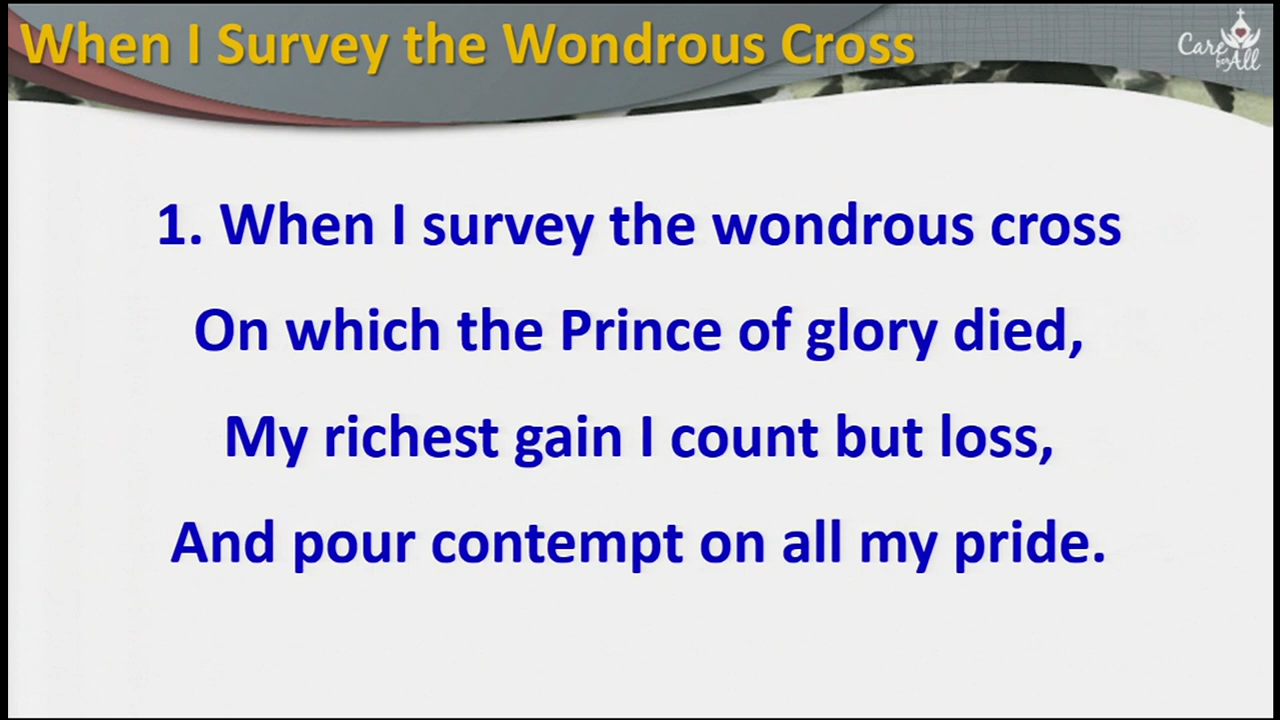 When I Survey the Wondrous Cross
Care
for All
1. When I survey the wondrous cross
On which the Prince of glory died,
My richest gain I count but loss,
And pour contempt on all my pride.